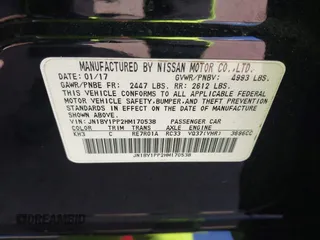 MANUFACTURED BY NISSAN MOTOR CO.,LTD.
DATE: 01/17 GVWR/PNBV: 4993 LBS.
GAWR/PNBE FR: 2447 LBS. RR: 2612 LBS.
THIS VEHICLE CONFORMS TO ALL APPLICABLE FEDERAL
MOTOR VEHICLE SAFETY,BUMPER,AND THEFT PREVENTION
STANDARDS IN EFFECT ON THE DATE OF MANUFACTURE
SHOWN ABOVE.
VIN: JN1BV1PP2HM170538 PASSENGER CAR
COLOR TRIM TRANS AXLE ENGINE
KH3 C RE7R01A RC33 VQ37(VHR) 3696CC
JN1BV1PP2HM170538
© DREAMBID